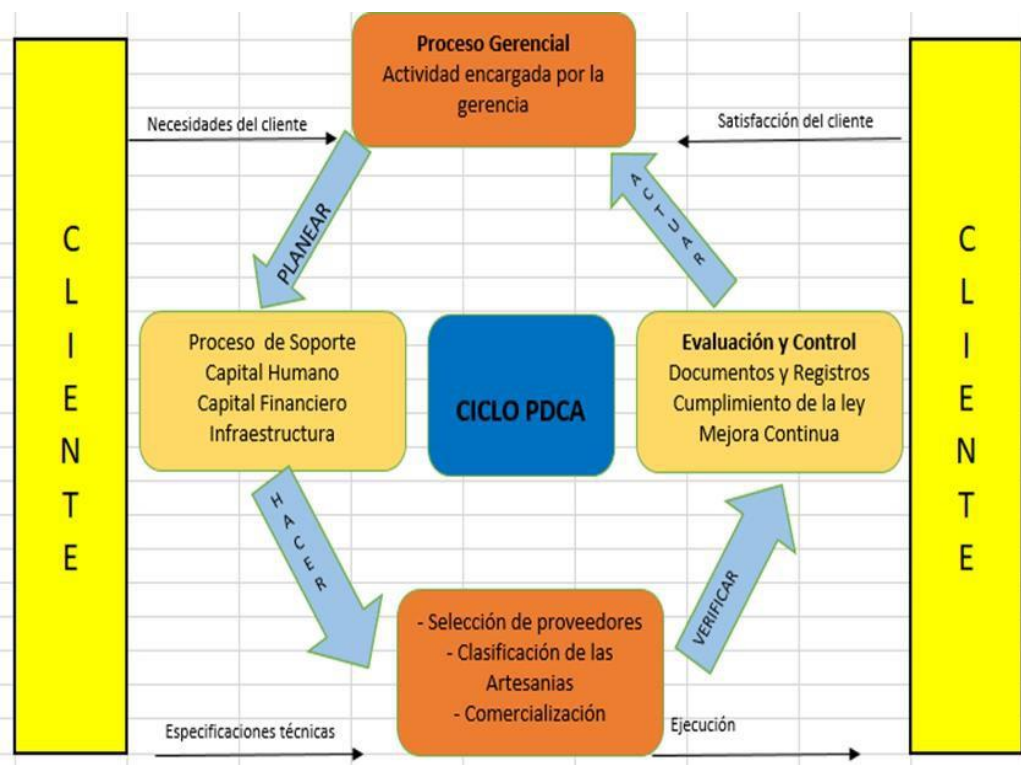 Proceso Gerencial
Actividad encargada por la
gerencia
Necesidades del cliente
Satisfacción del cliente
CLIENTE
PLANEAR
ACTUAR
CLIENTE
Proceso de Soporte
Capital Humano
Capital Financiero
Infraestructura
CICLO PDCA
Evaluación y Control
Documentos y Registros
Cumplimiento de la ley
Mejora Continua
HACER
VERIFICAR
- Selección de proveedores
- Clasificación de las
Artesanias
- Comercialización
Especificaciones técnicas
Ejecución